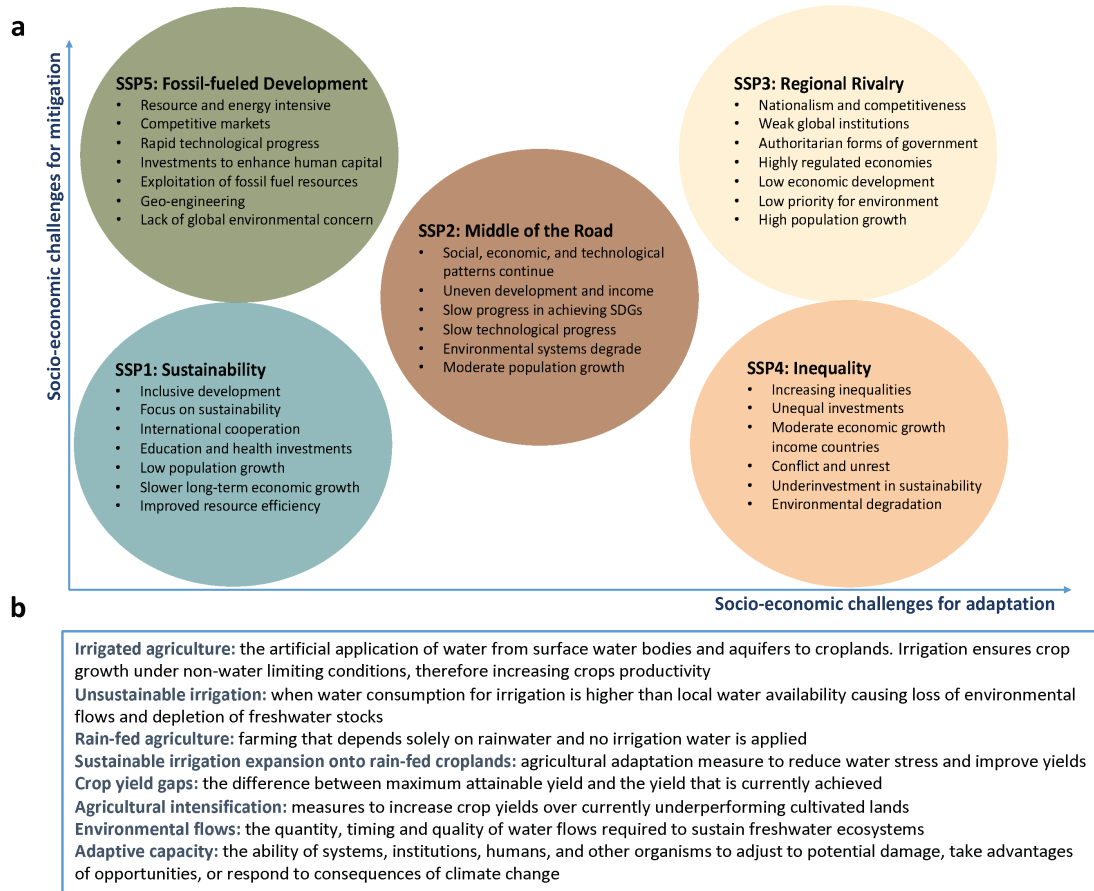 a
Socio-economic challenges for mitigation
SSP5: Fossil-fueled Development
• Resource and energy intensive
• Competitive markets
• Rapid technological progress
• Investments to enhance human capital
• Exploitation of fossil fuel resources
• Geo-engineering
• Lack of global environmental concern
SSP3: Regional Rivalry
• Nationalism and competitiveness
• Weak global institutions
• Authoritarian forms of government
• Highly regulated economies
• Low economic development
• Low priority for environment
• High population growth
SSP2: Middle of the Road
• Social, economic, and technological
patterns continue
• Uneven development and income
• Slow progress in achieving SDGs
• Slow technological progress
• Environmental systems degrade
• Moderate population growth
SSP1: Sustainability
• Inclusive development
• Focus on sustainability
• International cooperation
• Education and health investments
• Low population growth
• Slower long-term economic growth
• Improved resource efficiency
SSP4: Inequality
• Increasing inequalities
• Unequal investments
• Moderate economic growth
income countries
• Conflict and unrest
• Underinvestment in sustainability
• Environmental degradation
Socio-economic challenges for adaptation
b
Irrigated agriculture: the artificial application of water from surface water bodies and aquifers to croplands. Irrigation ensures crop
growth under non-water limiting conditions, therefore increasing crops productivity
Unsustainable irrigation: when water consumption for irrigation is higher than local water availability causing loss of environmental
flows and depletion of freshwater stocks
Rain-fed agriculture: farming that depends solely on rainwater and no irrigation water is applied
Sustainable irrigation expansion onto rain-fed croplands: agricultural adaptation measure to reduce water stress and improve yields
Crop yield gaps: the difference between maximum attainable yield and the yield that is currently achieved
Agricultural intensification: measures to increase crop yields over currently underperforming cultivated lands
Environmental flows: the quantity, timing and quality of water flows required to sustain freshwater ecosystems
Adaptive capacity: the ability of systems, institutions, humans, and other organisms to adjust to potential damage, take advantages
of opportunities, or respond to consequences of climate change